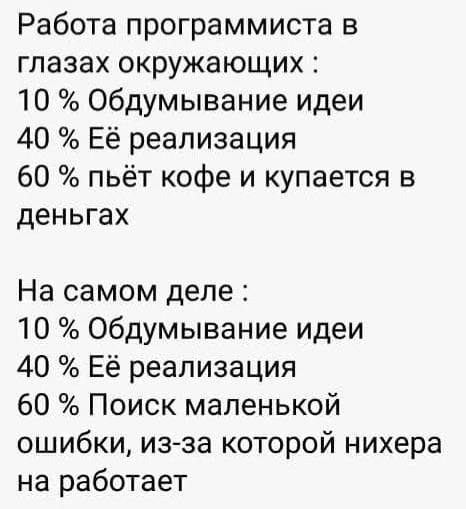 Работа программиста в
глазах окружающих :
10 % Обдумывание идеи
40 % Её реализация
60 % пьёт кофе и купается в
деньгах
На самом деле :
10 % Обдумывание идеи
40 % Её реализация
60 % Поиск маленькой
ошибки, из-за которой нихера
на работает